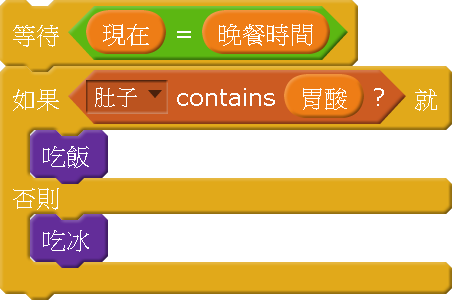 等待 現在 = 晚餐時間
如果 肚子 contains 胃酸 ? 就
吃飯
否則
吃冰